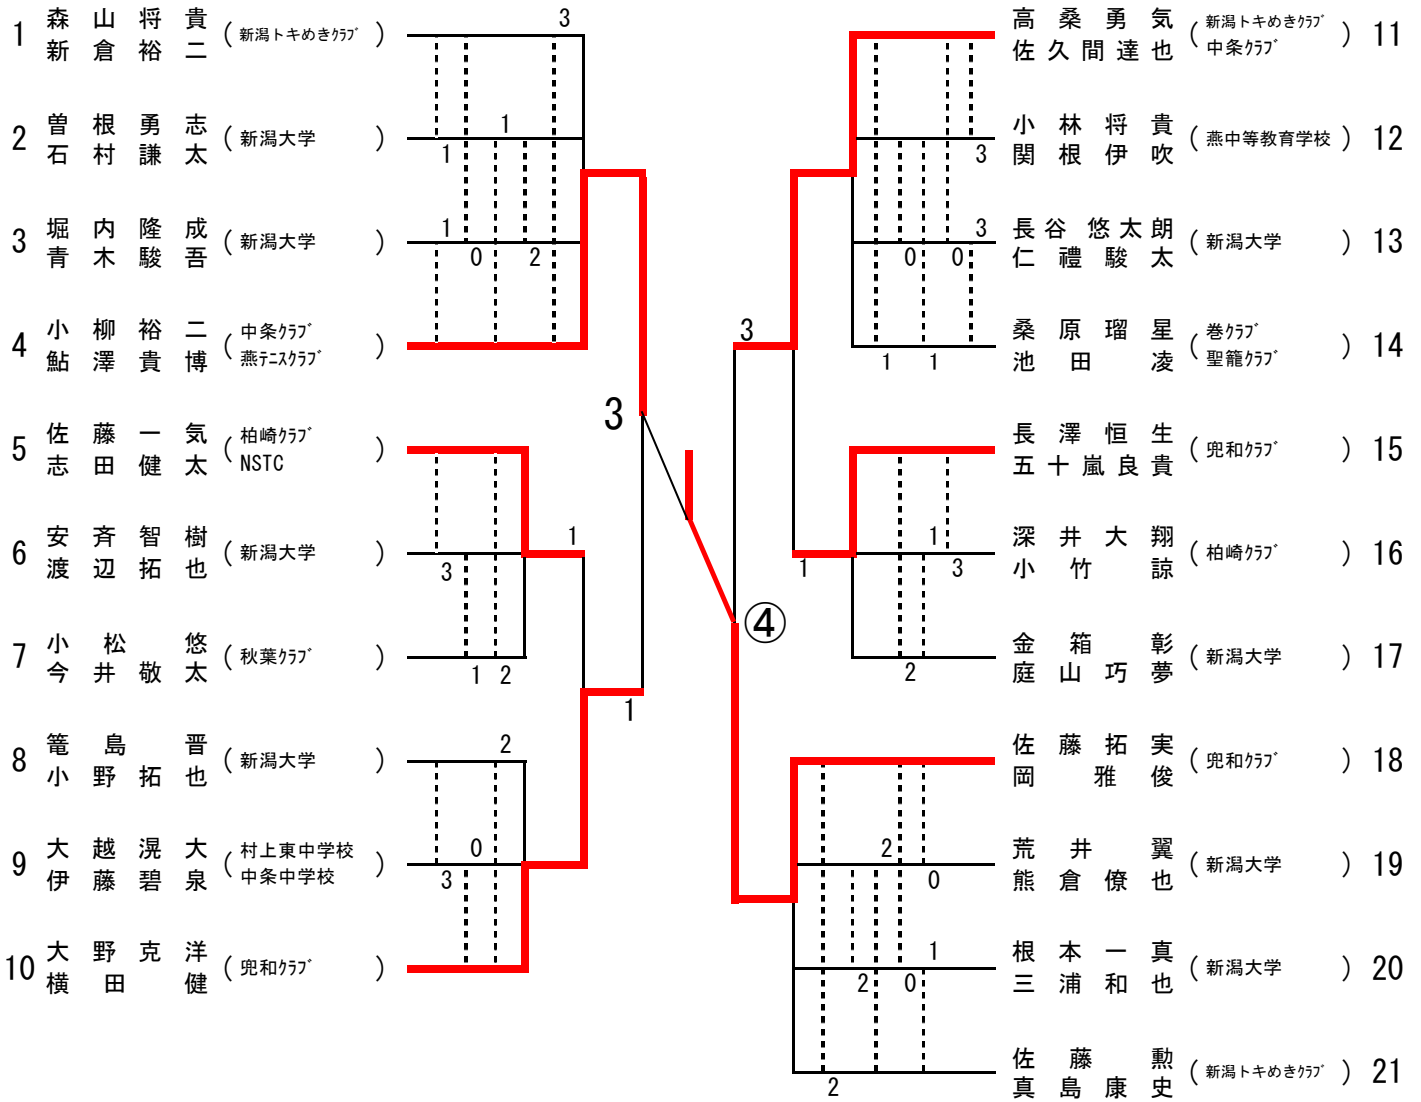 1 森山将貴 (新潟トキめきｸﾗﾌﾞ)
新倉裕二
2 曽根勇志 (新潟大学)
石村謙太
3 堀内隆成 (新潟大学)
青木駿吾
4 小柳裕二 (中条ｸﾗﾌﾞ
鮎澤貴博 燕ﾃﾆｽｸﾗﾌﾞ)
5 佐藤一気 (柏崎ｸﾗﾌﾞ
志田健太 NSTC)
6 安斉智樹 (新潟大学)
渡辺拓也
7 小松悠 (秋葉ｸﾗﾌﾞ)
今井敬太
8 篭島晋 (新潟大学)
小野拓也
9 大越滉大 (村上東中学校
伊藤碧泉 中条中学校)
10 大野克洋 (兜和ｸﾗﾌﾞ)
横田健
3
1
1
1
0 2
3
1 2
1
2
0
3
3
1
④
3
1
3
3
0 0
1 1
1
3
2
2
0
1
2 0
2
高桑勇気 (新潟トキめきｸﾗﾌﾞ
佐久間達也 中条ｸﾗﾌﾞ) 11
小林将貴 (燕中等教育学校) 12
関根伊吹
長谷悠太朗 (新潟大学) 13
仁禮駿太
桑原瑠星 (巻ｸﾗﾌﾞ
池田凌 聖籠ｸﾗﾌﾞ) 14
長澤恒生 (兜和ｸﾗﾌﾞ) 15
五十嵐良貴
深井大翔 (柏崎ｸﾗﾌﾞ) 16
小竹諒
金箱彰 (新潟大学) 17
庭山巧夢
佐藤拓実 (兜和ｸﾗﾌﾞ) 18
岡雅俊
荒井翼 (新潟大学) 19
熊倉僚也
根本一真 (新潟大学) 20
三浦和也
佐藤勲 (新潟トキめきｸﾗﾌﾞ) 21
真島康史